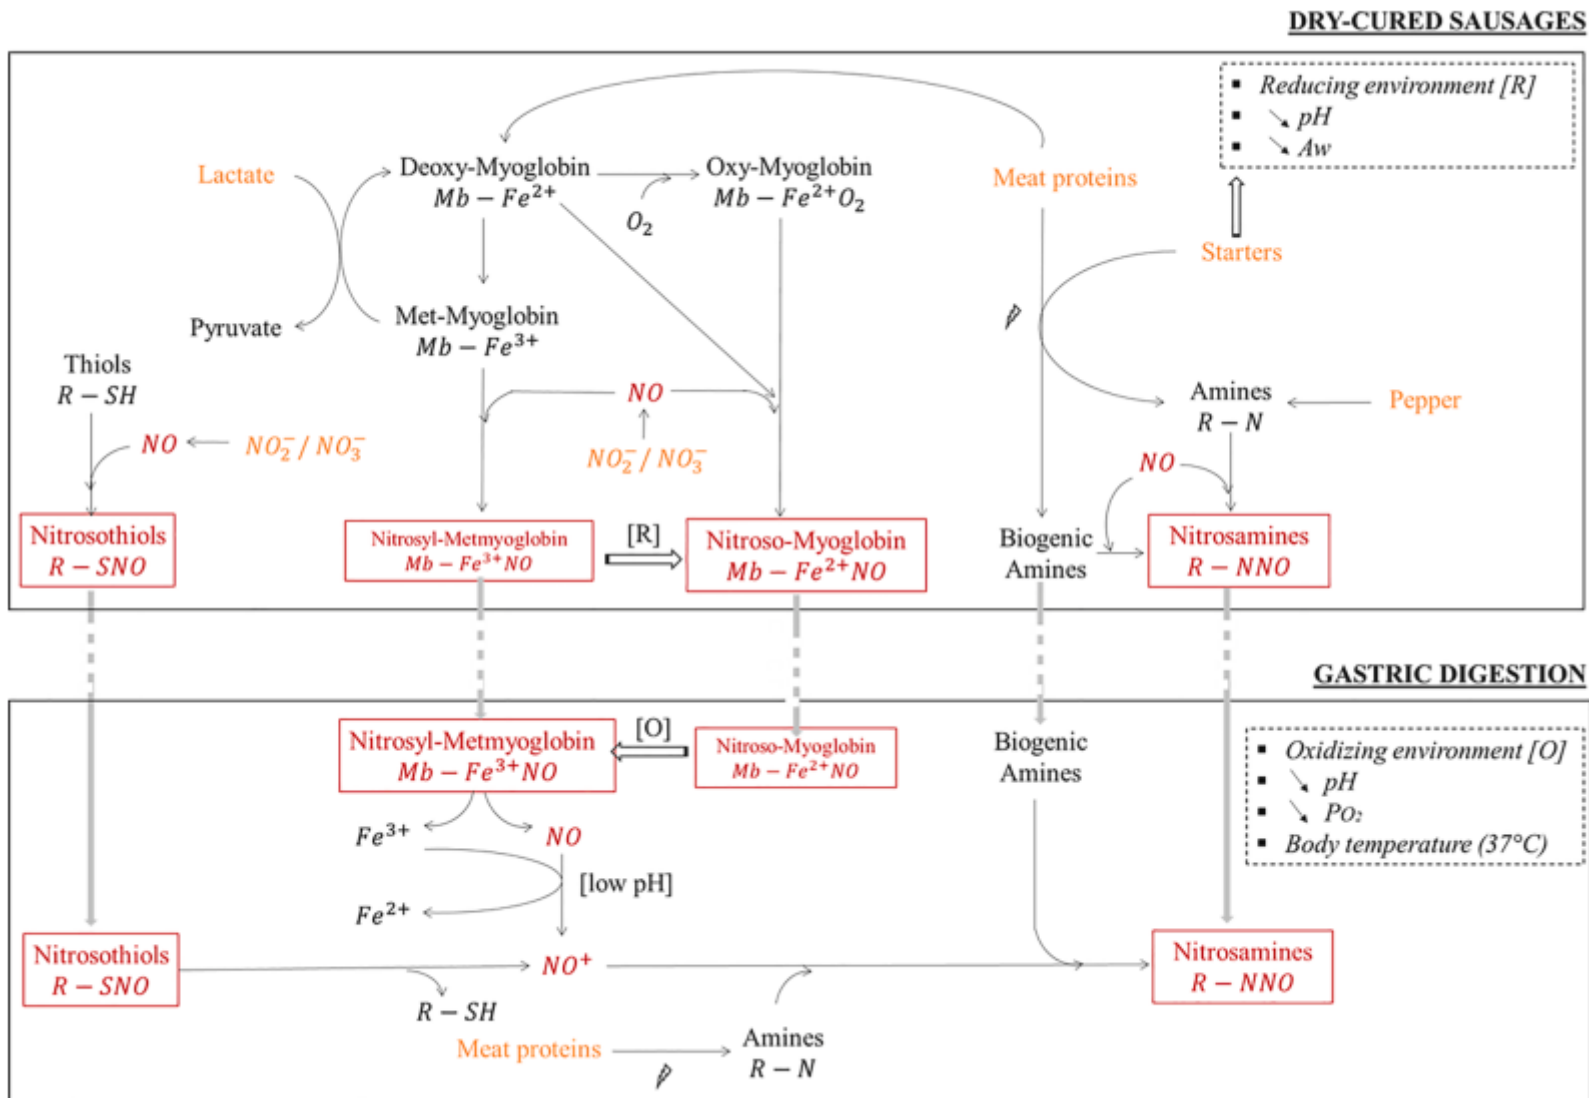 DRY-CURED SAUSAGES
▪ Reducing environment [R]
▪ ↘ pH
▪ ↘ Aw
Lactate
Deoxy-Myoglobin
Mb − Fe²⁺
Oxy-Myoglobin
Mb − Fe²⁺O₂
O₂
Meat proteins
Starters
Pyruvate
Met-Myoglobin
Mb − Fe³⁺
Thiols
R − SH
NO
NO₂⁻ / NO₃⁻
NO
NO₂⁻ / NO₃⁻
Amines
R − N
Pepper
NO
Nitrosothiols
R − SNO
Nitrosyl-Metmyoglobin
Mb − Fe³⁺NO
[R]
Nitroso-Myoglobin
Mb − Fe²⁺NO
Biogenic
Amines
Nitrosamines
R − NNO
GASTRIC DIGESTION
Nitrosyl-Metmyoglobin
Mb − Fe³⁺NO
[O]
Nitroso-Myoglobin
Mb − Fe²⁺NO
Biogenic
Amines
▪ Oxidizing environment [O]
▪ ↘ pH
▪ ↘ PO₂
▪ Body temperature (37°C)
Fe³⁺
NO
[low pH]
Fe²⁺
Nitrosothiols
R − SNO
NO⁺
Nitrosamines
R − NNO
R − SH
Meat proteins
Amines
R − N